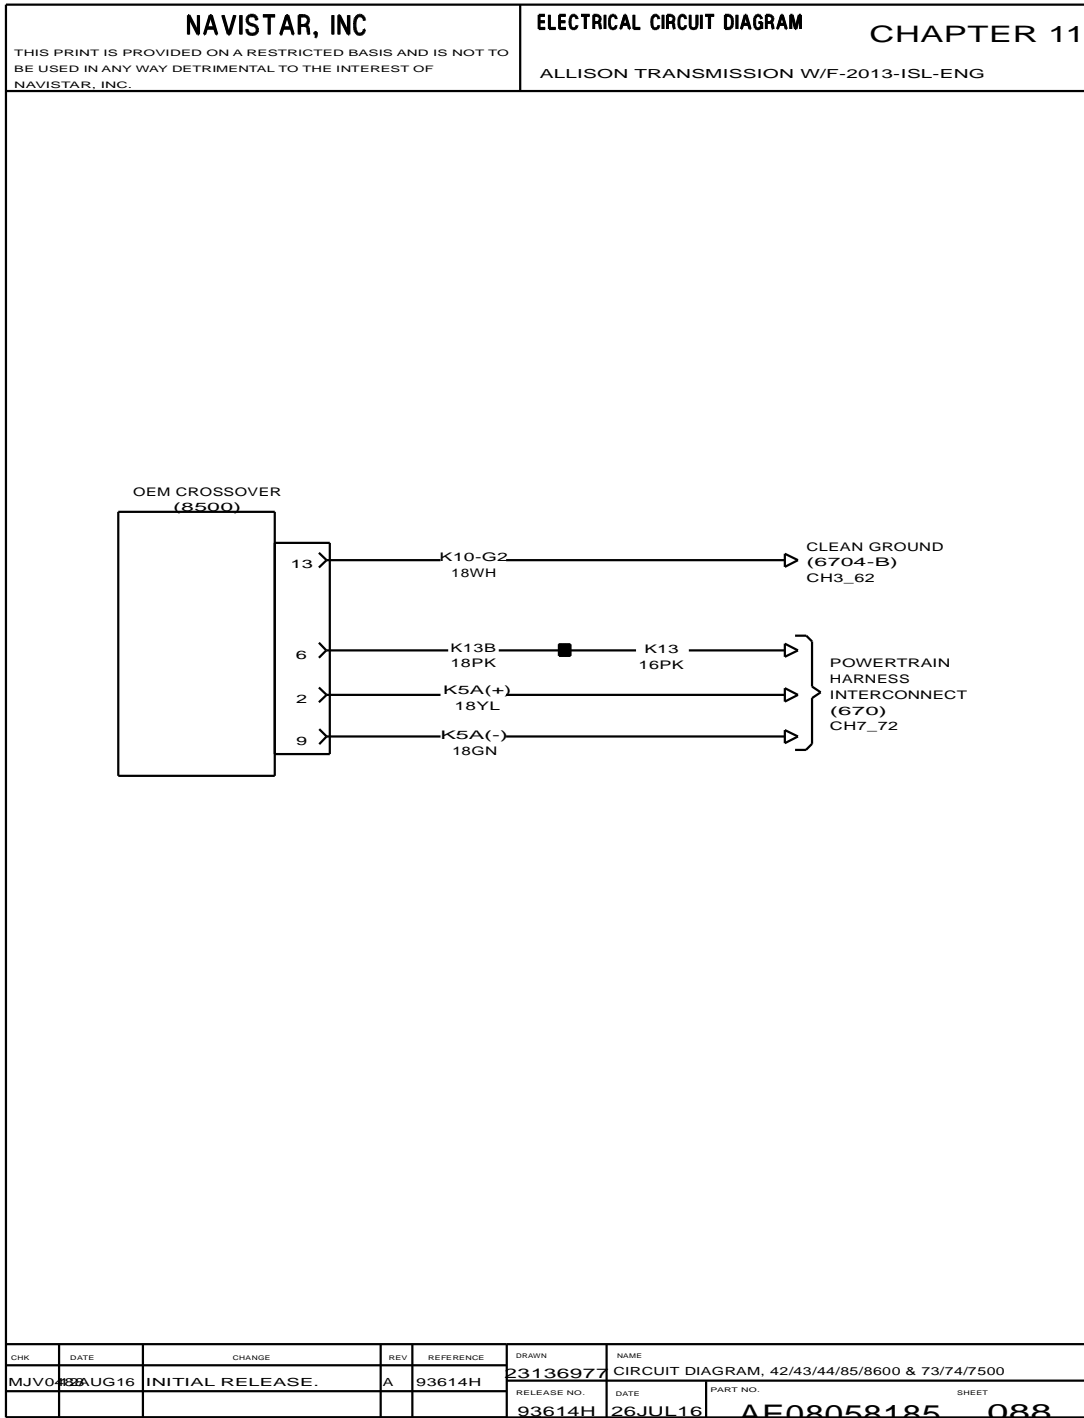 NAVISTAR, INC
THIS PRINT IS PROVIDED ON A RESTRICTED BASIS AND IS NOT TO
BE USED IN ANY WAY DETRIMENTAL TO THE INTEREST OF
NAVISTAR, INC.
ELECTRICAL CIRCUIT DIAGRAM
CHAPTER 11
ALLISON TRANSMISSION W/F-2013-ISL-ENG
OEM CROSSOVER
(8500)
13
K10-G2
18WH
CLEAN GROUND
(6704-B)
CH3_62
6
K13B
18PK
K13
16PK
2
K5A(+)
18YL
9
K5A(-)
18GN
POWERTRAIN
HARNESS
INTERCONNECT
(670)
CH7_72
CHK
DATE
CHANGE
REV
REFERENCE
AUG16
INITIAL RELEASE.
A
93614H
DRAWN
23136977
NAME
CIRCUIT DIAGRAM, 42/43/44/85/8600 & 73/74/7500
RELEASE NO.
93614H
DATE
26JUL16
PART NO.
AE08058185
SHEET
088